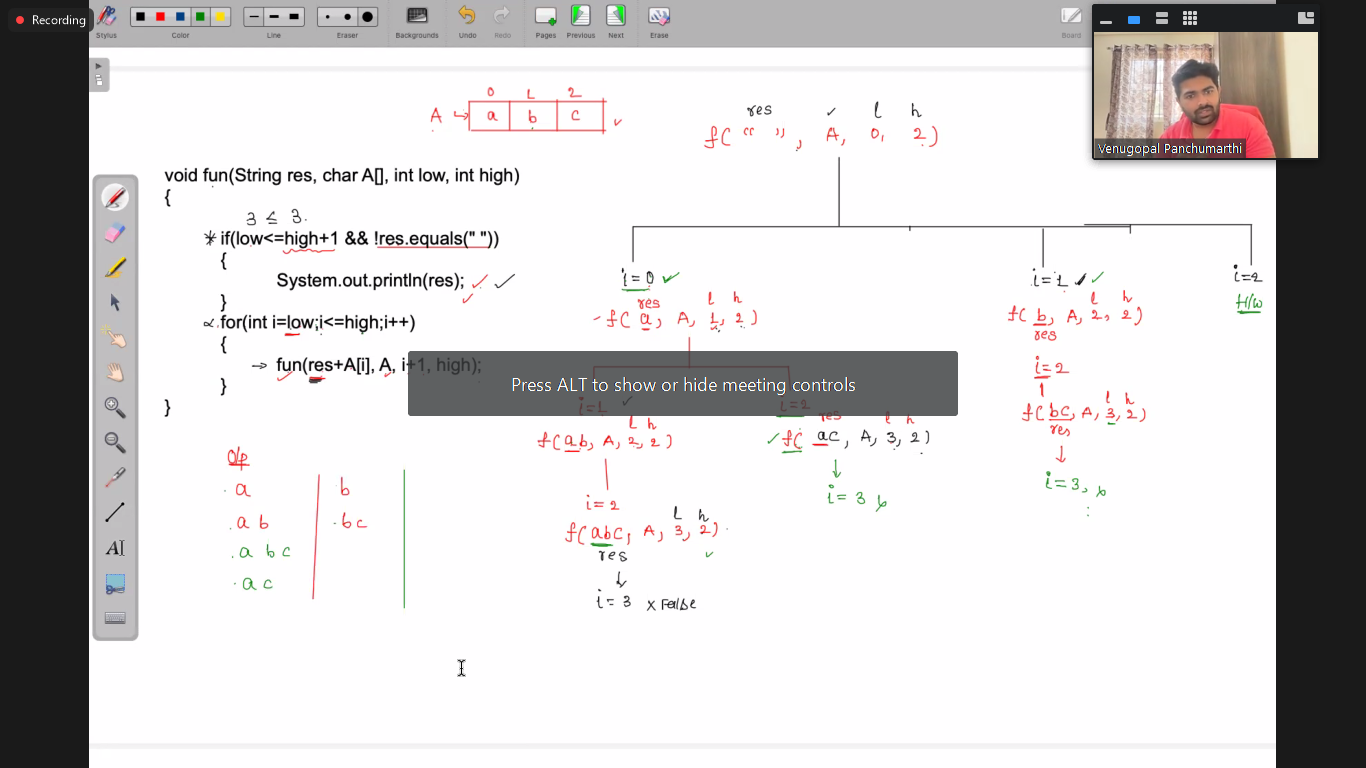 Recording
Stylus Color Line Eraser Backgrounds Undo Redo Pages Previous Next Erase Board
Venugopal Panchumarthi
0 1 2
A → a b c
res l h
f( " " , A, 0, 2)
void fun(String res, char A[], int low, int high)
{
3 ≤ 3.
* if(low<=high+1 && !res.equals(" "))
{
System.out.println(res);
}
for(int i=low;i<=high;i++)
{
→ fun(res+A[i], A, i+1, high);
}
}
Press ALT to show or hide meeting controls
i=0
res l h
f( a, A, 1, 2)
i=1
l h
f(ab, A, 2, 2)
i=2
l h
f(abc, A, 3, 2)
res
i=3 x False
i=2
res l h
f( ac, A, 3, 2)
i=3 x
i=1
l h
f( b, A, 2, 2)
res
i=2
l h
f(bc, A, 3, 2)
res
i=3, x
i=2
H/w
O/p
a
ab
abc
ac
b
bc
AI